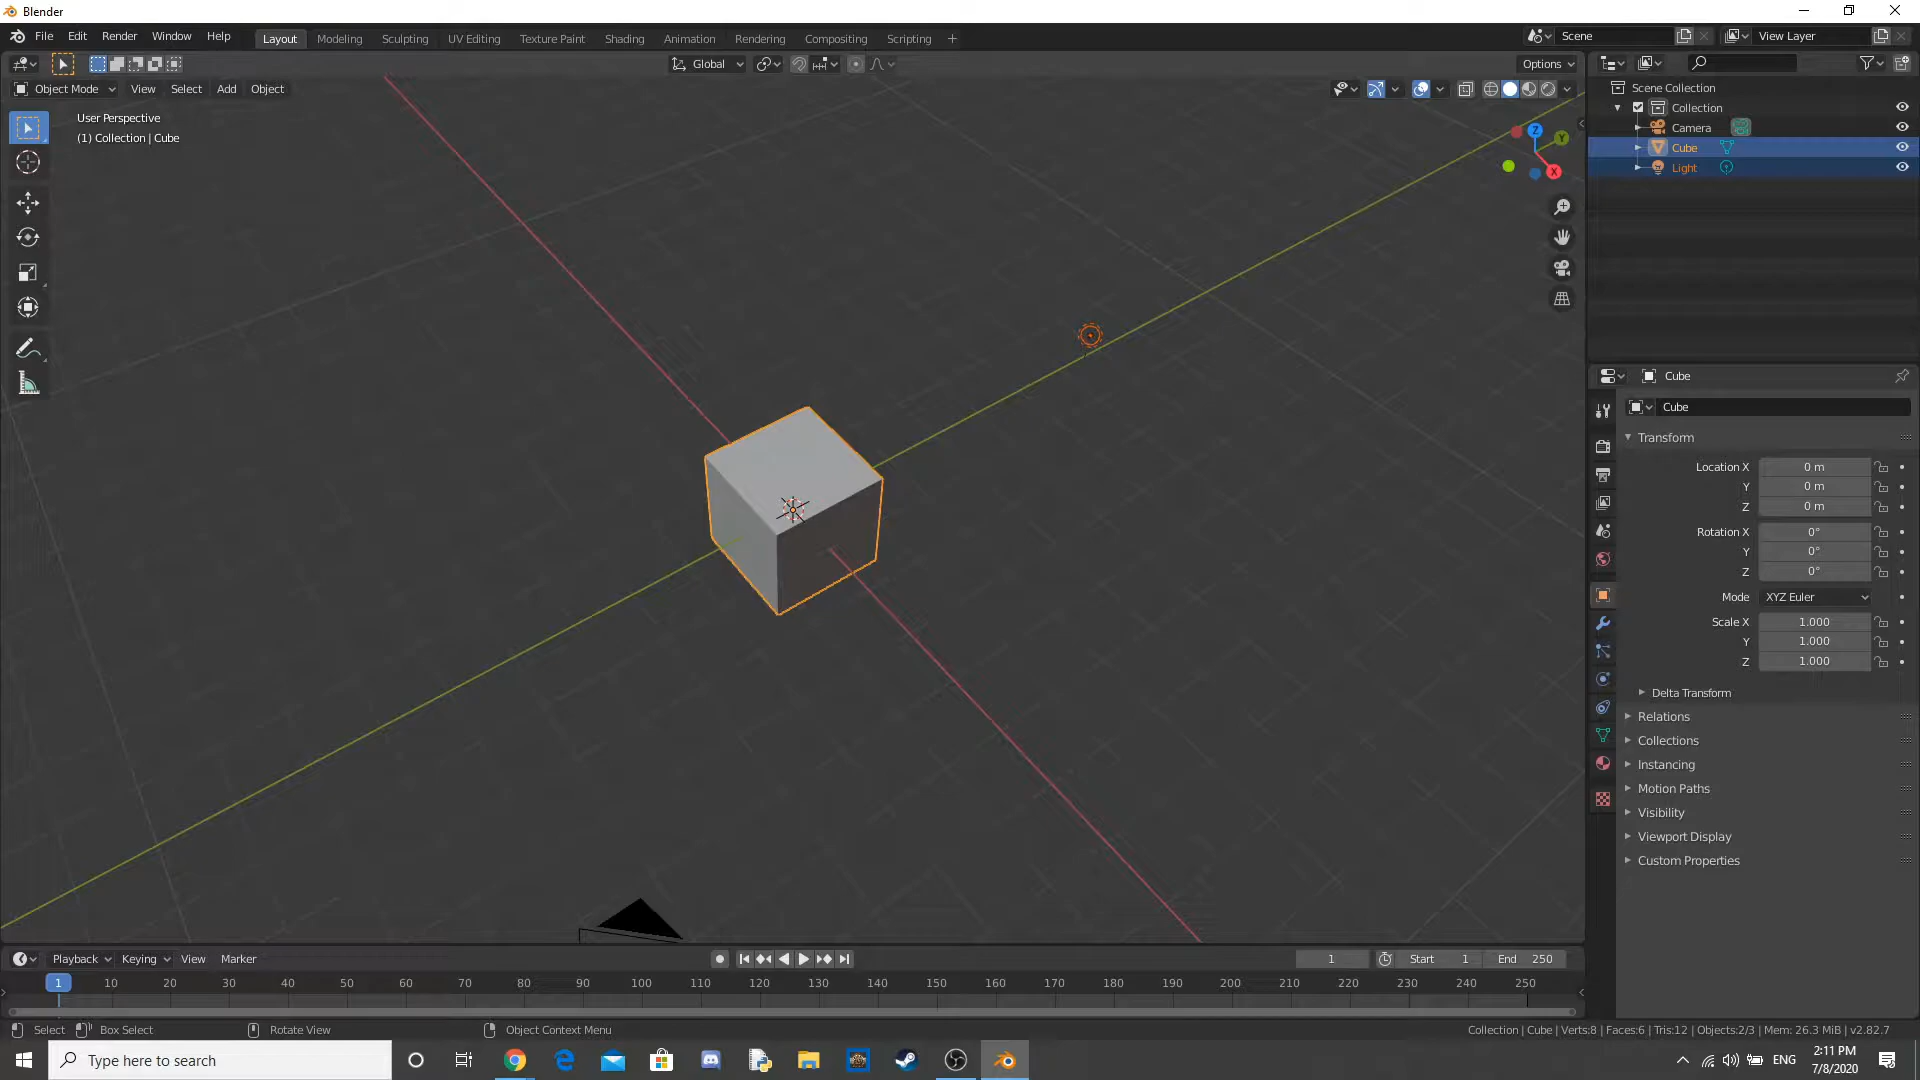 Blender
File Edit Render Window Help Layout Modeling Sculpting UV Editing Texture Paint Shading Animation Rendering Compositing Scripting + Scene View Layer
Global Options
Object Mode View Select Add Object
User Perspective
(1) Collection | Cube
Z
Y
X
Scene Collection
Collection
Camera
Cube
Light
Cube
Cube
Transform
Location X 0 m
Y 0 m
Z 0 m
Rotation X 0°
Y 0°
Z 0°
Mode XYZ Euler
Scale X 1.000
Y 1.000
Z 1.000
Delta Transform
Relations
Collections
Instancing
Motion Paths
Visibility
Viewport Display
Custom Properties
Playback Keying View Marker 1 Start 1 End 250
1 10 20 30 40 50 60 70 80 90 100 110 120 130 140 150 160 170 180 190 200 210 220 230 240 250
Select Box Select Rotate View Object Context Menu Collection | Cube | Verts:8 | Faces:6 | Tris:12 | Objects:2/3 | Mem: 26.3 MiB | v2.82.7
Type here to search ENG 2:11 PM
7/8/2020